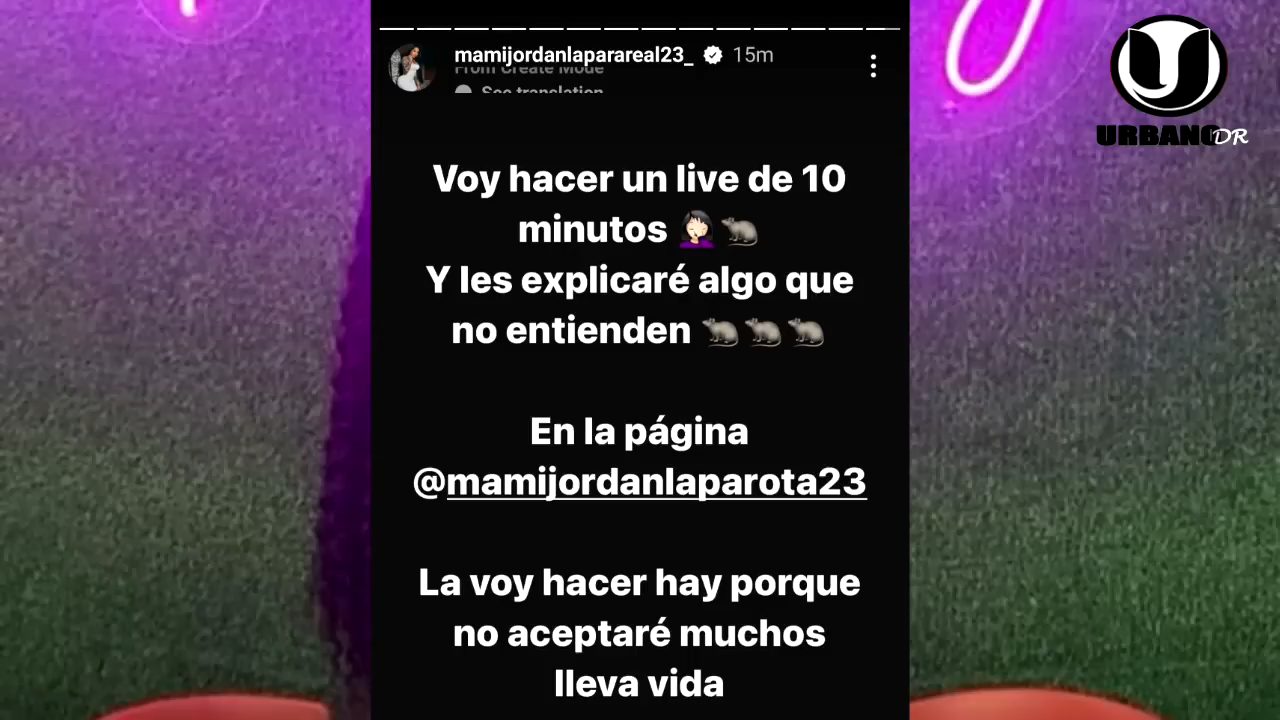 mamijordanlaparareal23_ 15m
From Create Mode
See translation
Voy hacer un live de 10
minutos 🤦🏻‍♀️🐀
Y les explicaré algo que
no entienden 🐀🐀🐀
En la página
@mamijordanlaparota23
La voy hacer hay porque
no aceptaré muchos
lleva vida
URBANO DR